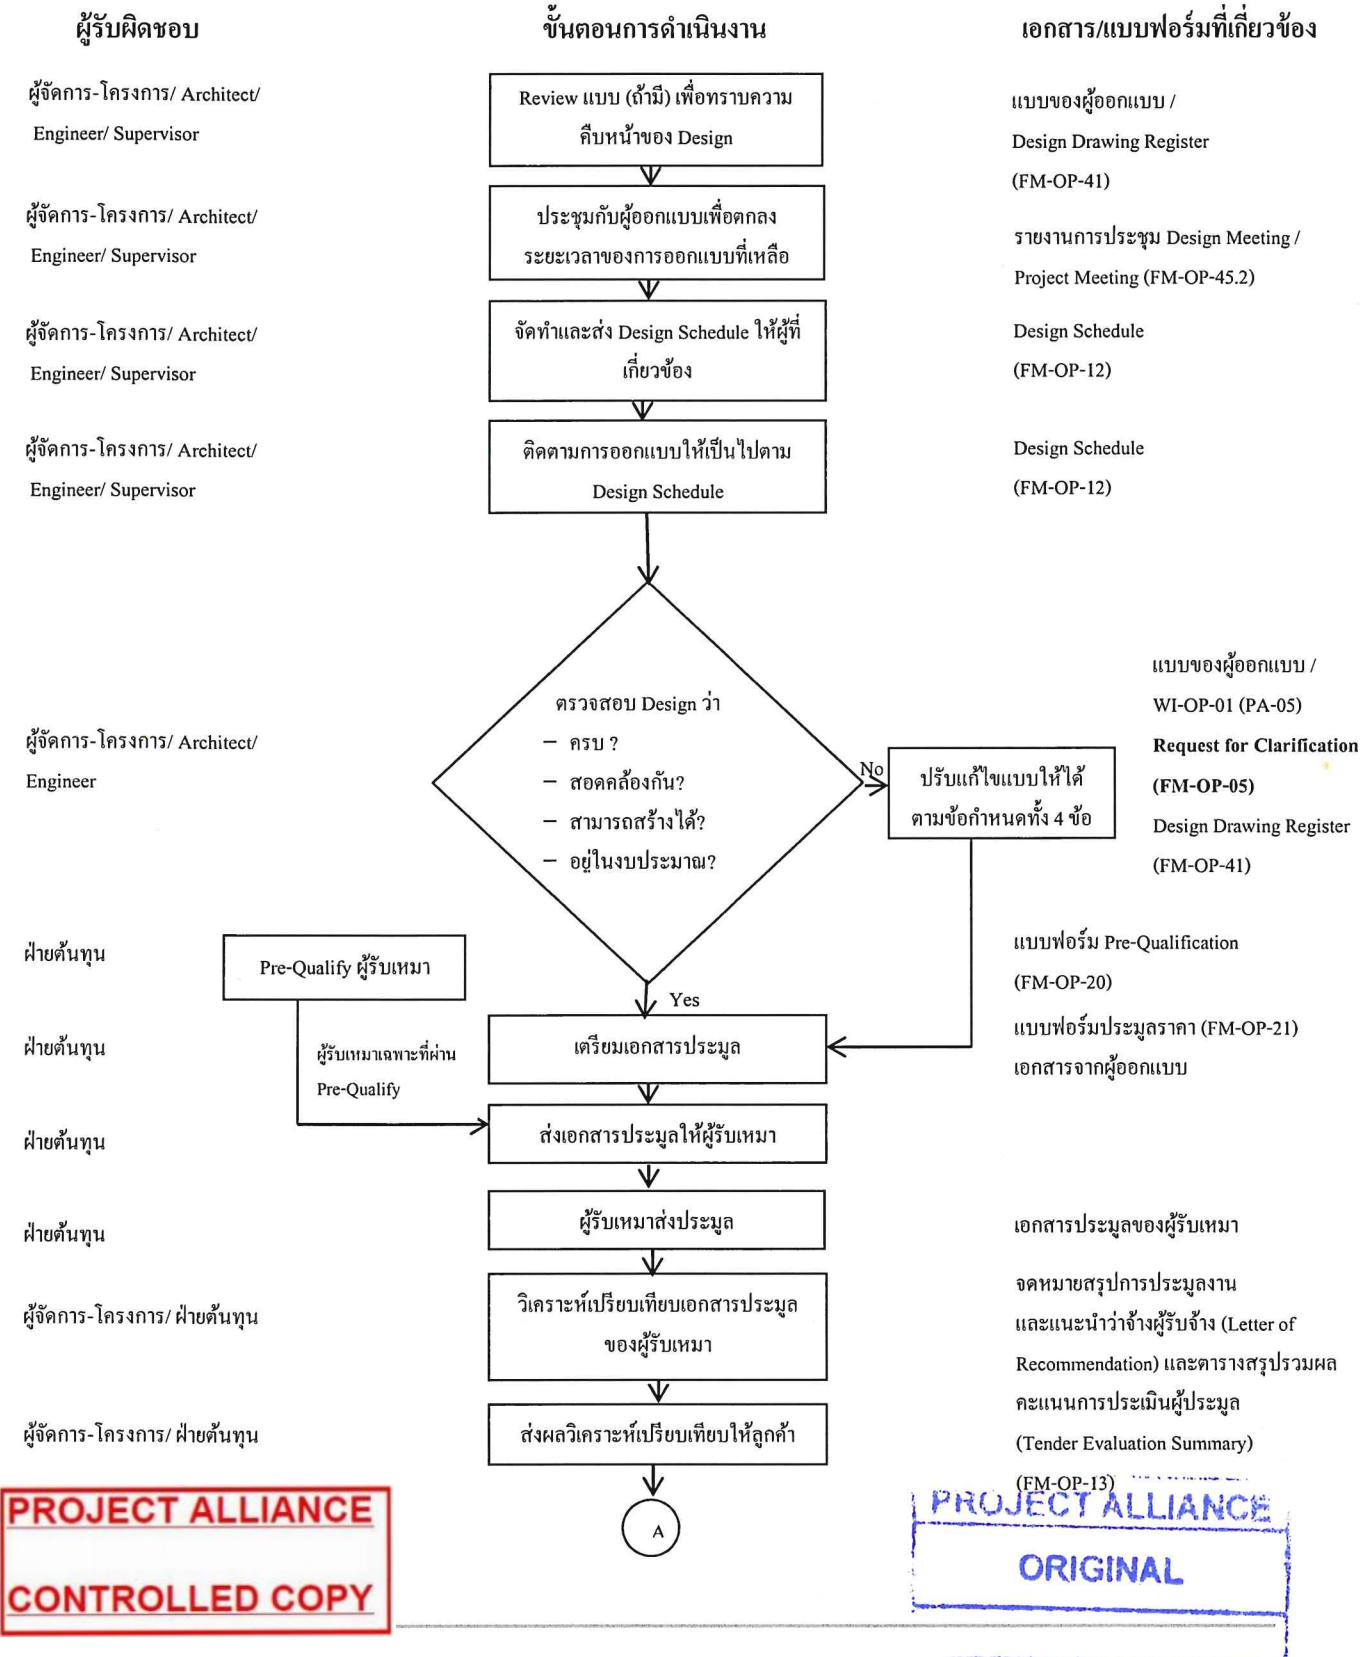 ผู้รับผิดชอบ
ขั้นตอนการดำเนินงาน
เอกสาร/แบบฟอร์มที่เกี่ยวข้อง
ผู้จัดการ-โครงการ/ Architect/
Engineer/ Supervisor
Review แบบ (ถ้ามี) เพื่อทราบความ
คืบหน้าของ Design
แบบของผู้ออกแบบ /
Design Drawing Register
(FM-OP-41)
ผู้จัดการ-โครงการ/ Architect/
Engineer/ Supervisor
ประชุมกับผู้ออกแบบเพื่อตกลง
ระยะเวลาของการออกแบบที่เหลือ
รายงานการประชุม Design Meeting /
Project Meeting (FM-OP-45.2)
ผู้จัดการ-โครงการ/ Architect/
Engineer/ Supervisor
จัดทำและส่ง Design Schedule ให้ผู้ที่
เกี่ยวข้อง
Design Schedule
(FM-OP-12)
ผู้จัดการ-โครงการ/ Architect/
Engineer/ Supervisor
ติดตามการออกแบบให้เป็นไปตาม
Design Schedule
Design Schedule
(FM-OP-12)
ผู้จัดการ-โครงการ/ Architect/
Engineer
ตรวจสอบ Design ว่า
– ครบ ?
– สอดคล้องกัน?
– สามารถสร้างได้?
– อยู่ในงบประมาณ?
No
ปรับแก้ไขแบบให้ได้
ตามข้อกำหนดทั้ง 4 ข้อ
แบบของผู้ออกแบบ /
WI-OP-01 (PA-05)
Request for Clarification
(FM-OP-05)
Design Drawing Register
(FM-OP-41)
ฝ่ายต้นทุน
Pre-Qualify ผู้รับเหมา
แบบฟอร์ม Pre-Qualification
(FM-OP-20)
Yes
ฝ่ายต้นทุน
ผู้รับเหมาเฉพาะที่ผ่าน
Pre-Qualify
เตรียมเอกสารประมูล
แบบฟอร์มประมูลราคา (FM-OP-21)
เอกสารจากผู้ออกแบบ
ฝ่ายต้นทุน
ส่งเอกสารประมูลให้ผู้รับเหมา
ฝ่ายต้นทุน
ผู้รับเหมาส่งประมูล
เอกสารประมูลของผู้รับเหมา
ผู้จัดการ-โครงการ/ ฝ่ายต้นทุน
วิเคราะห์เปรียบเทียบเอกสารประมูล
ของผู้รับเหมา
จดหมายสรุปการประมูลงาน
และแนะนำว่าจ้างผู้รับจ้าง (Letter of
Recommendation) และตารางสรุปรวมผล
คะแนนการประเมินผู้ประมูล
(Tender Evaluation Summary)
(FM-OP-13)
ผู้จัดการ-โครงการ/ ฝ่ายต้นทุน
ส่งผลวิเคราะห์เปรียบเทียบให้ลูกค้า
A
PROJECT ALLIANCE
CONTROLLED COPY
PROJECT ALLIANCE
ORIGINAL